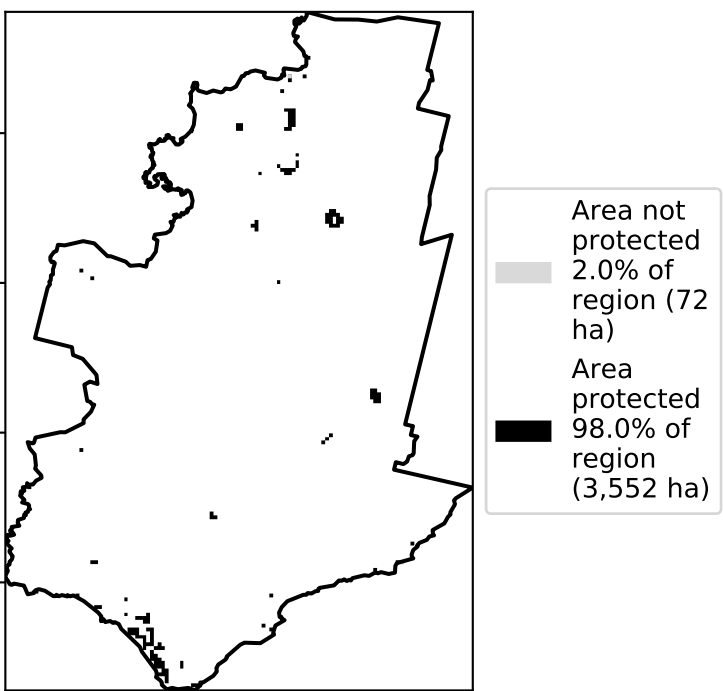 Area not
protected
2.0% of
region (72
ha)
Area
protected
98.0% of
region
(3,552 ha)